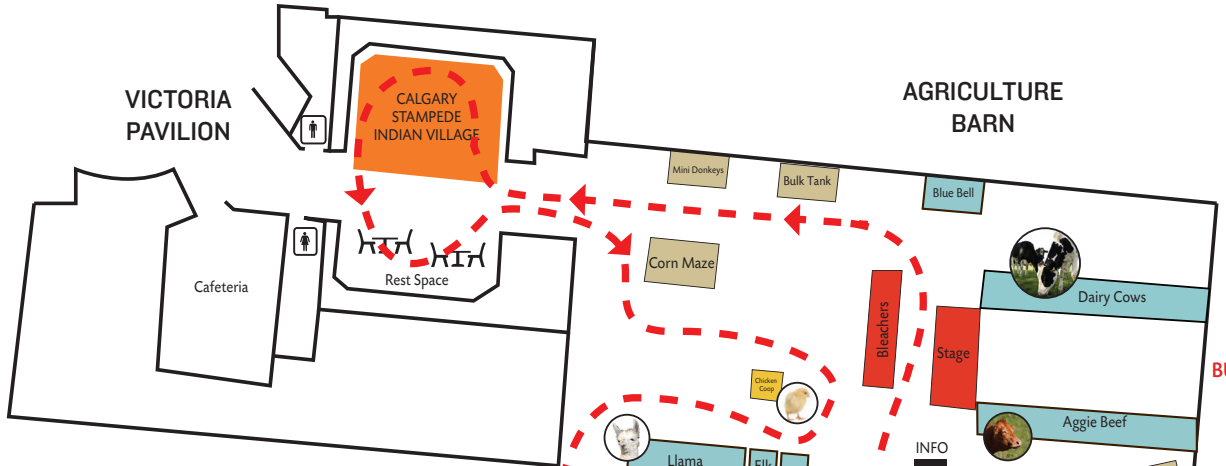 VICTORIA
PAVILION
CALGARY
STAMPEDE
INDIAN VILLAGE
AGRICULTURE
BARN
Mini Donkeys
Bulk Tank
Blue Bell
Corn Maze
Cafeteria
Rest Space
Dairy Cows
Bleachers
Stage
Chicken
Coop
Aggie Beef
INFO
Llama
Elk